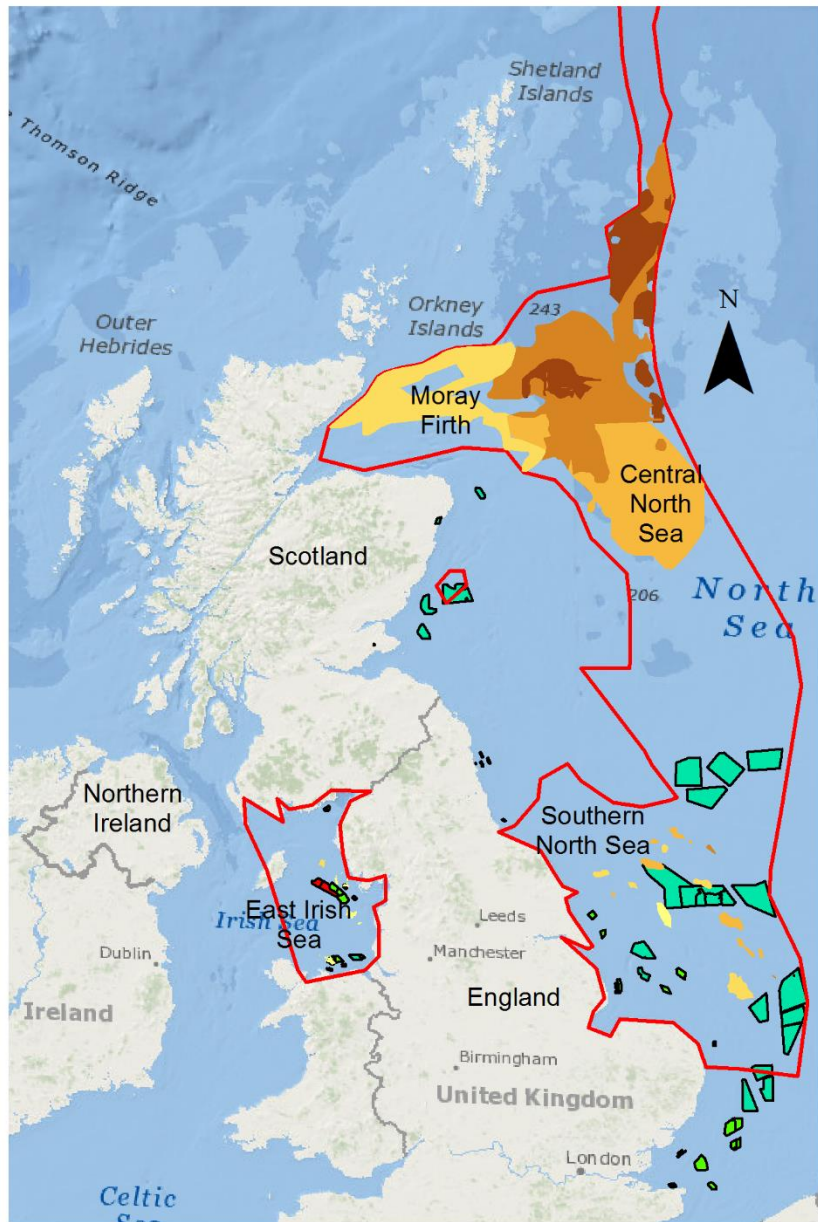 Shetland
Islands
Thomson Ridge
Orkney
Islands
243
N
Outer
Hebrides
Moray
Firth
Central
North
Sea
Scotland
206
North
Sea
Northern
Ireland
Southern
North Sea
East Irish
Sea
Irish Sea
Leeds
Dublin
Manchester
England
Ireland
Birmingham
United Kingdom
London
Celtic